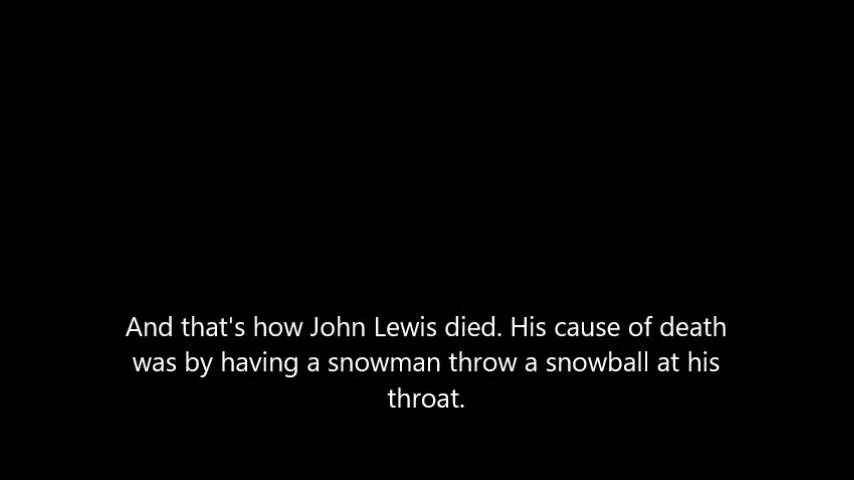 And that's how John Lewis died. His cause of death
was by having a snowman throw a snowball at his
throat.